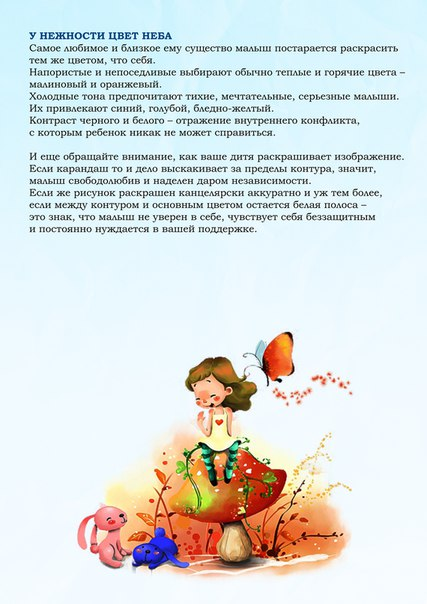 У НЕЖНОСТИ ЦВЕТ НЕБА
Самое любимое и близкое ему существо малыш постарается раскрасить
тем же цветом, что себя.
Напористые и непоседливые выбирают обычно теплые и горячие цвета –
малиновый и оранжевый.
Холодные тона предпочитают тихие, мечтательные, серьезные малыши.
Их привлекают синий, голубой, бледно-желтый.
Контраст черного и белого – отражение внутреннего конфликта,
с которым ребенок никак не может справиться.
И еще обращайте внимание, как ваше дитя раскрашивает изображение.
Если карандаш то и дело выскакивает за пределы контура, значит,
малыш свободолюбив и наделен даром независимости.
Если же рисунок раскрашен канцелярски аккуратно и уж тем более,
если между контуром и основным цветом остается белая полоса –
это знак, что малыш не уверен в себе, чувствует себя беззащитным
и постоянно нуждается в вашей поддержке.